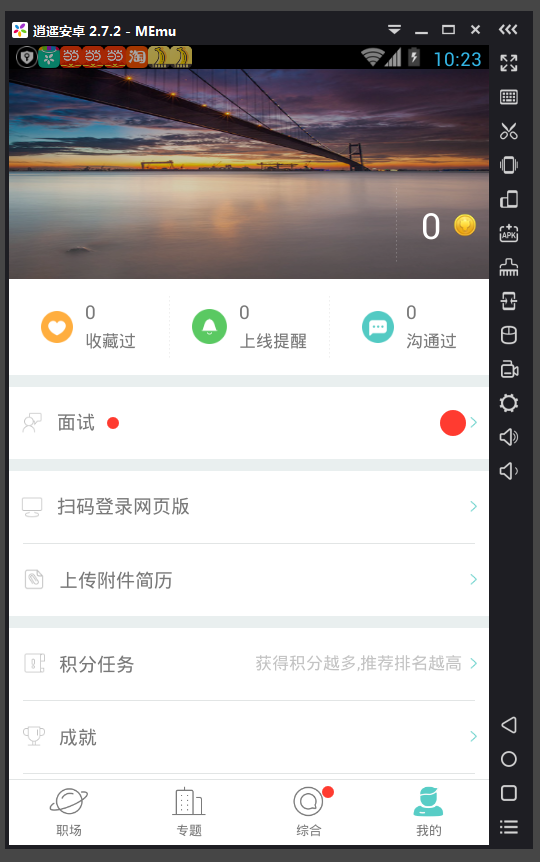 逍遥安卓 2.7.2 - MEmu
淘
10:23
0
0
收藏过
0
上线提醒
0
沟通过
APK
面试
扫码登录网页版
上传附件简历
积分任务 获得积分越多,推荐排名越高
成就
职场
专题
综合
我的